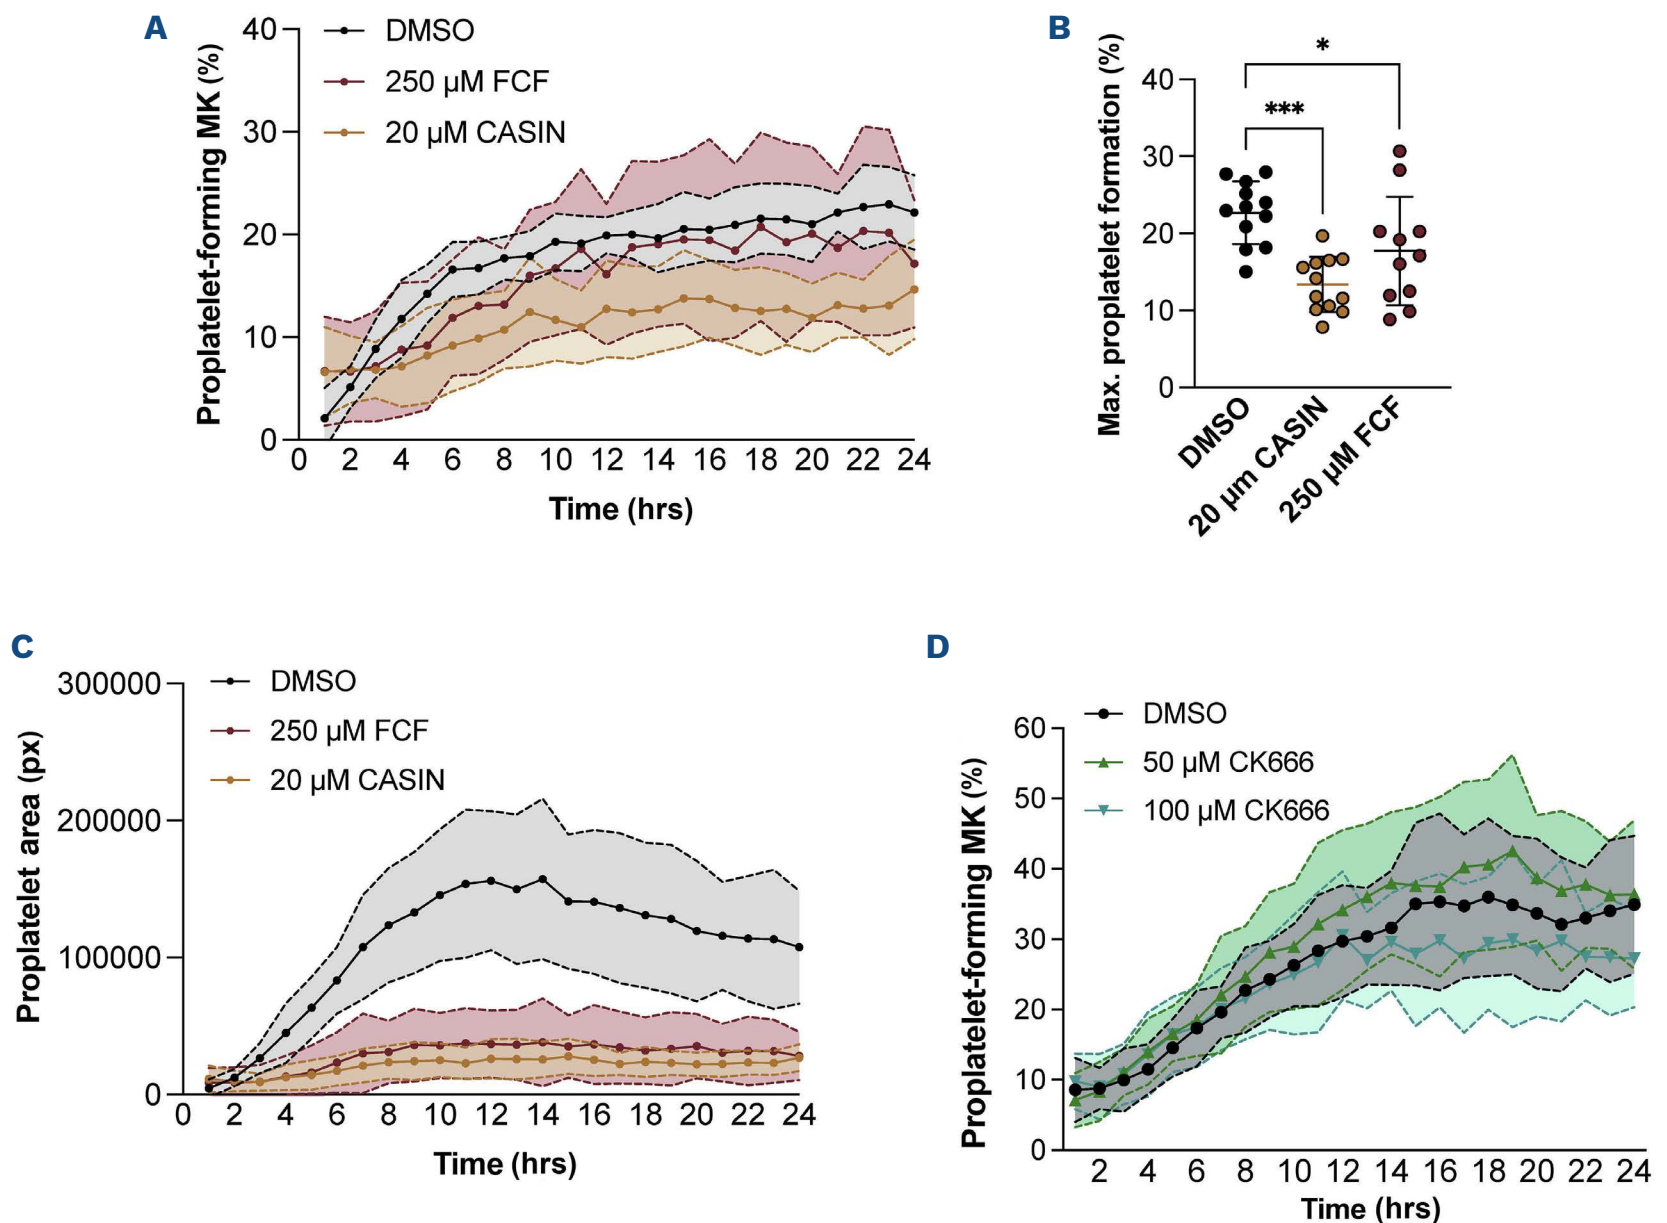 A
Proplatelet-forming MK (%)
DMSO
250 µM FCF
20 µM CASIN
40
30
20
10
0
0 2 4 6 8 10 12 14 16 18 20 22 24
Time (hrs)
B
Max. proplatelet formation (%)
*
***
40
30
20
10
0
DMSO
20 µm CASIN
250 µM FCF
C
Proplatelet area (px)
DMSO
250 µM FCF
20 µM CASIN
300000
200000
100000
0
0 2 4 6 8 10 12 14 16 18 20 22 24
Time (hrs)
D
Proplatelet-forming MK (%)
DMSO
50 µM CK666
100 µM CK666
60
50
40
30
20
10
0
2 4 6 8 10 12 14 16 18 20 22 24
Time (hrs)